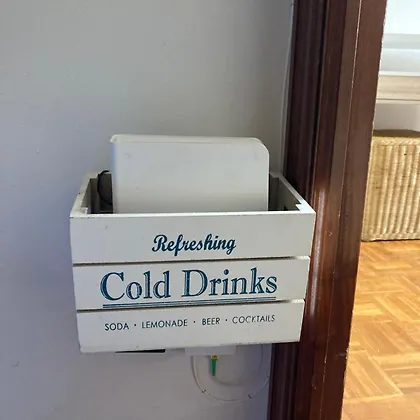 Refreshing
Cold Drinks
SODA • LEMONADE • BEER • COCKTAILS